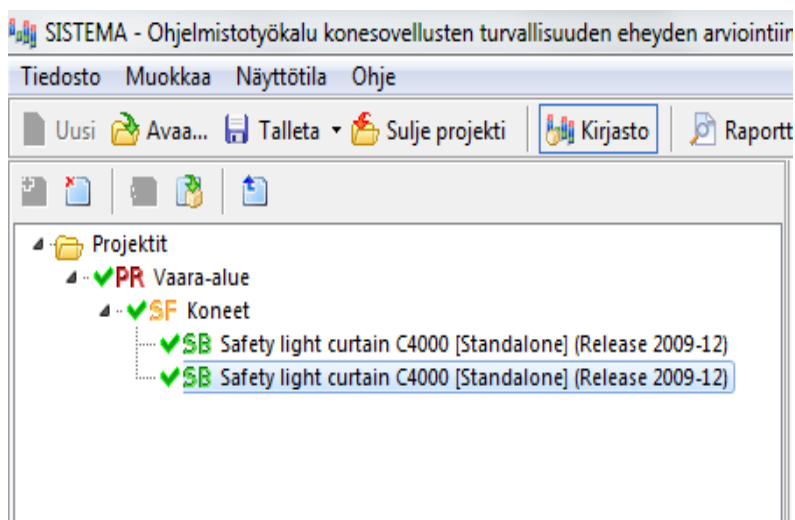 SISTEMA - Ohjelmistotyökalu konesovellusten turvallisuuden eheyden arviointiin
Tiedosto Muokkaa Näyttötila Ohje
Uusi Avaa... Talleta Sulje projekti Kirjasto Raportt
Projektit
PR Vaara-alue
SF Koneet
SB Safety light curtain C4000 [Standalone] (Release 2009-12)
SB Safety light curtain C4000 [Standalone] (Release 2009-12)